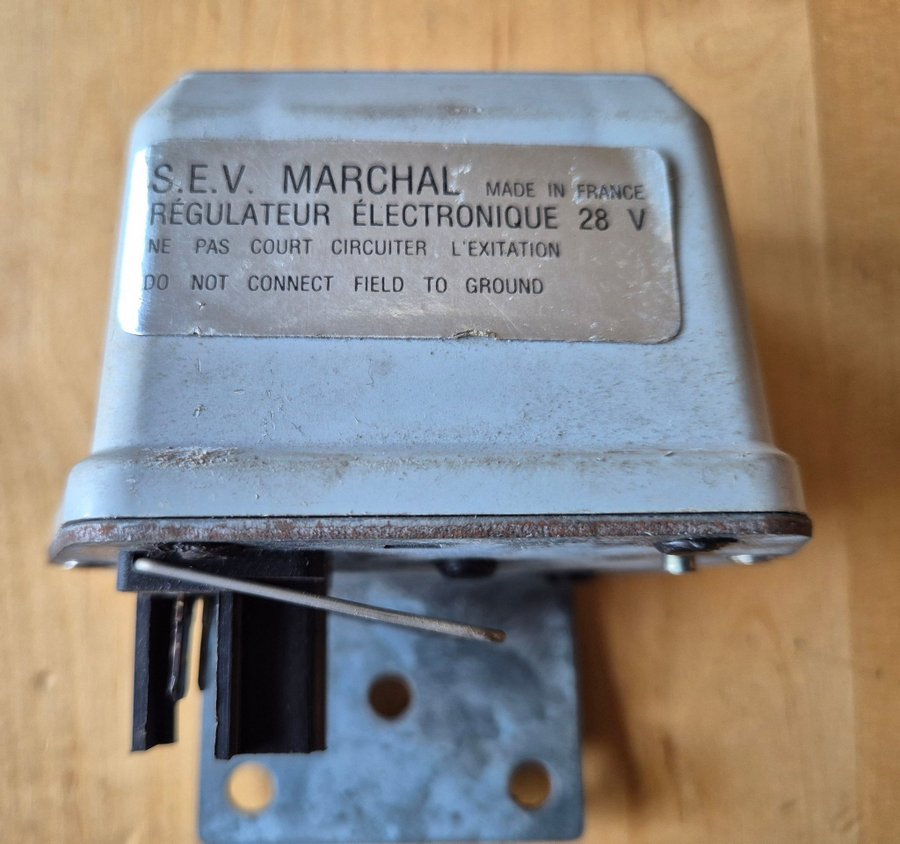 S.E.V. MARCHAL MADE IN FRANCE
RÉGULATEUR ÉLECTRONIQUE 28 V
NE PAS COURT CIRCUITER L'EXITATION
DO NOT CONNECT FIELD TO GROUND